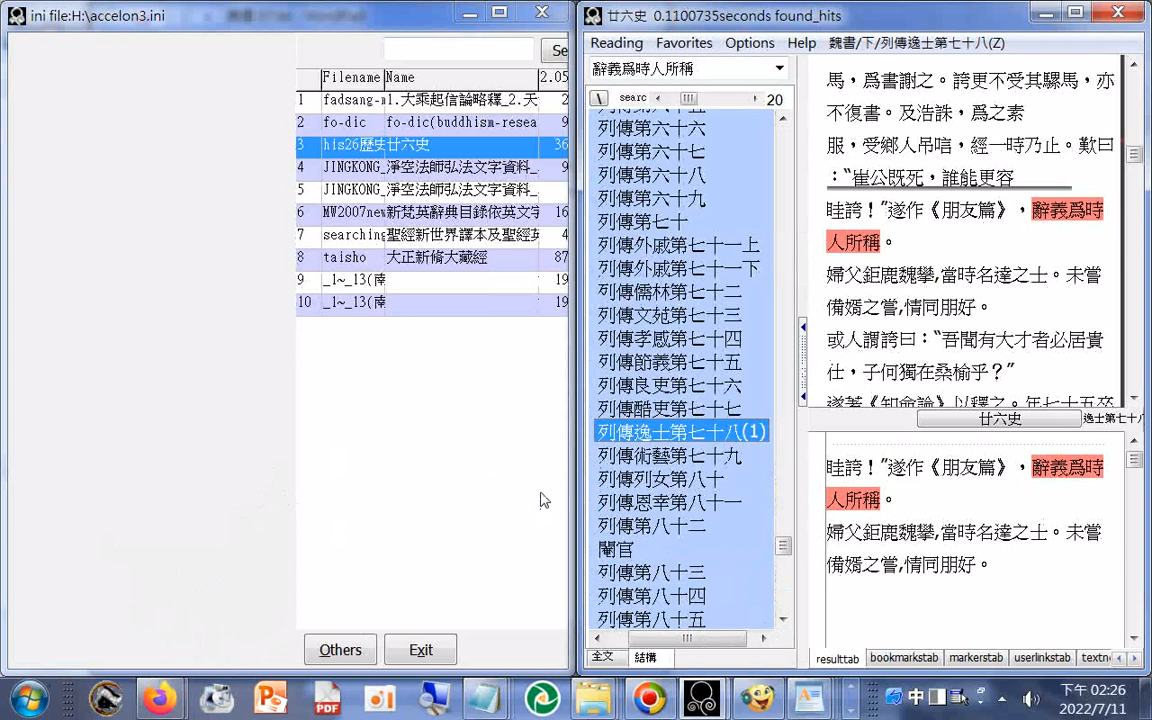 ini file:H:\accelon3.ini
Se
Filename Name 2.05
1 fadsang-m 1.大乘起信論略釋_2.天 2
2 fo-dic fo-dic(buddhism-resea 9
3 his26歷史 廿六史 36
4 JINGKONG_ 淨空法師弘法文字資料_ 9
5 JINGKONG_ 淨空法師弘法文字資料_
6 MW2007new 新梵英辭典目錄依英文字 16
7 searching 聖經新世界譯本及聖經英 4
8 taisho 大正新脩大藏經 87
9 _1~_13(南 19
10 _1~_13(南 19
Others Exit
廿六史 0.1100735seconds found_hits
Reading Favorites Options Help 魏書/下/列傳逸士第七十八(Z)
辭義爲時人所稱
\ searc 20
列傳第六十六
列傳第六十七
列傳第六十八
列傳第六十九
列傳第七十
列傳外戚第七十一上
列傳外戚第七十一下
列傳儒林第七十二
列傳文苑第七十三
列傳孝感第七十四
列傳節義第七十五
列傳良吏第七十六
列傳酷吏第七十七
列傳逸士第七十八(1)
列傳術藝第七十九
列傳列女第八十
列傳恩幸第八十一
列傳第八十二
閹官
列傳第八十三
列傳第八十四
列傳第八十五
全文 結構
馬，爲書謝之。誇更不受其騾馬，亦
不復書。及浩誅，爲之素
服，受鄉人吊唁，經一時乃止。歎曰
：“崔公既死，誰能更容
眭誇！”遂作《朋友篇》，辭義爲時
人所稱。
婦父鉅鹿魏攀,當時名達之士。未嘗
備婿之嘗,情同朋好。
或人謂誇曰：“吾聞有大才者必居貴
仕，子何獨在桑榆乎？”
遂著《知命論》以釋之。年七十五卒
廿六史 逸士第七十八
眭誇！”遂作《朋友篇》，辭義爲時
人所稱。
婦父鉅鹿魏攀,當時名達之士。未嘗
備婿之嘗,情同朋好。
resulttab bookmarkstab markerstab userlinkstab textn
中
下午 02:26
2022/7/11